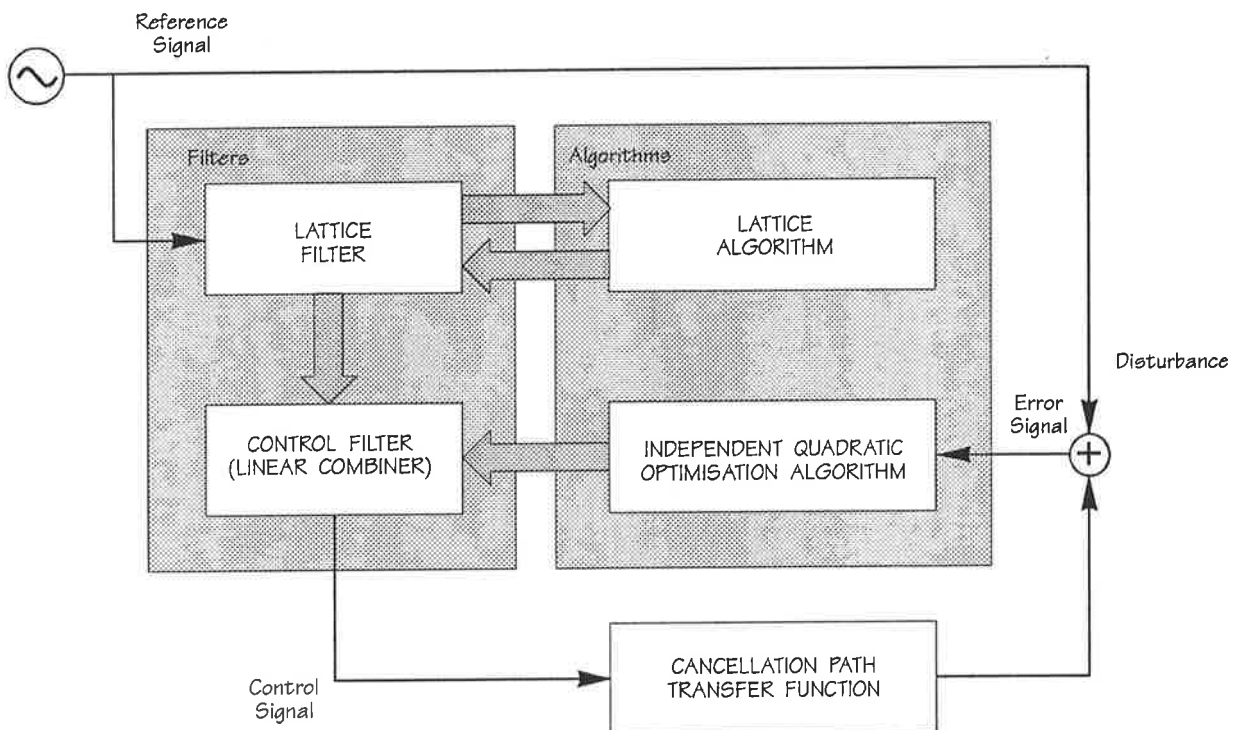 Reference
Signal
Filters
Algorithms
LATTICE
FILTER
LATTICE
ALGORITHM
Disturbance
Error
Signal
CONTROL FILTER
(LINEAR COMBINER)
INDEPENDENT QUADRATIC
OPTIMISATION ALGORITHM
+
Control
Signal
CANCELLATION PATH
TRANSFER FUNCTION